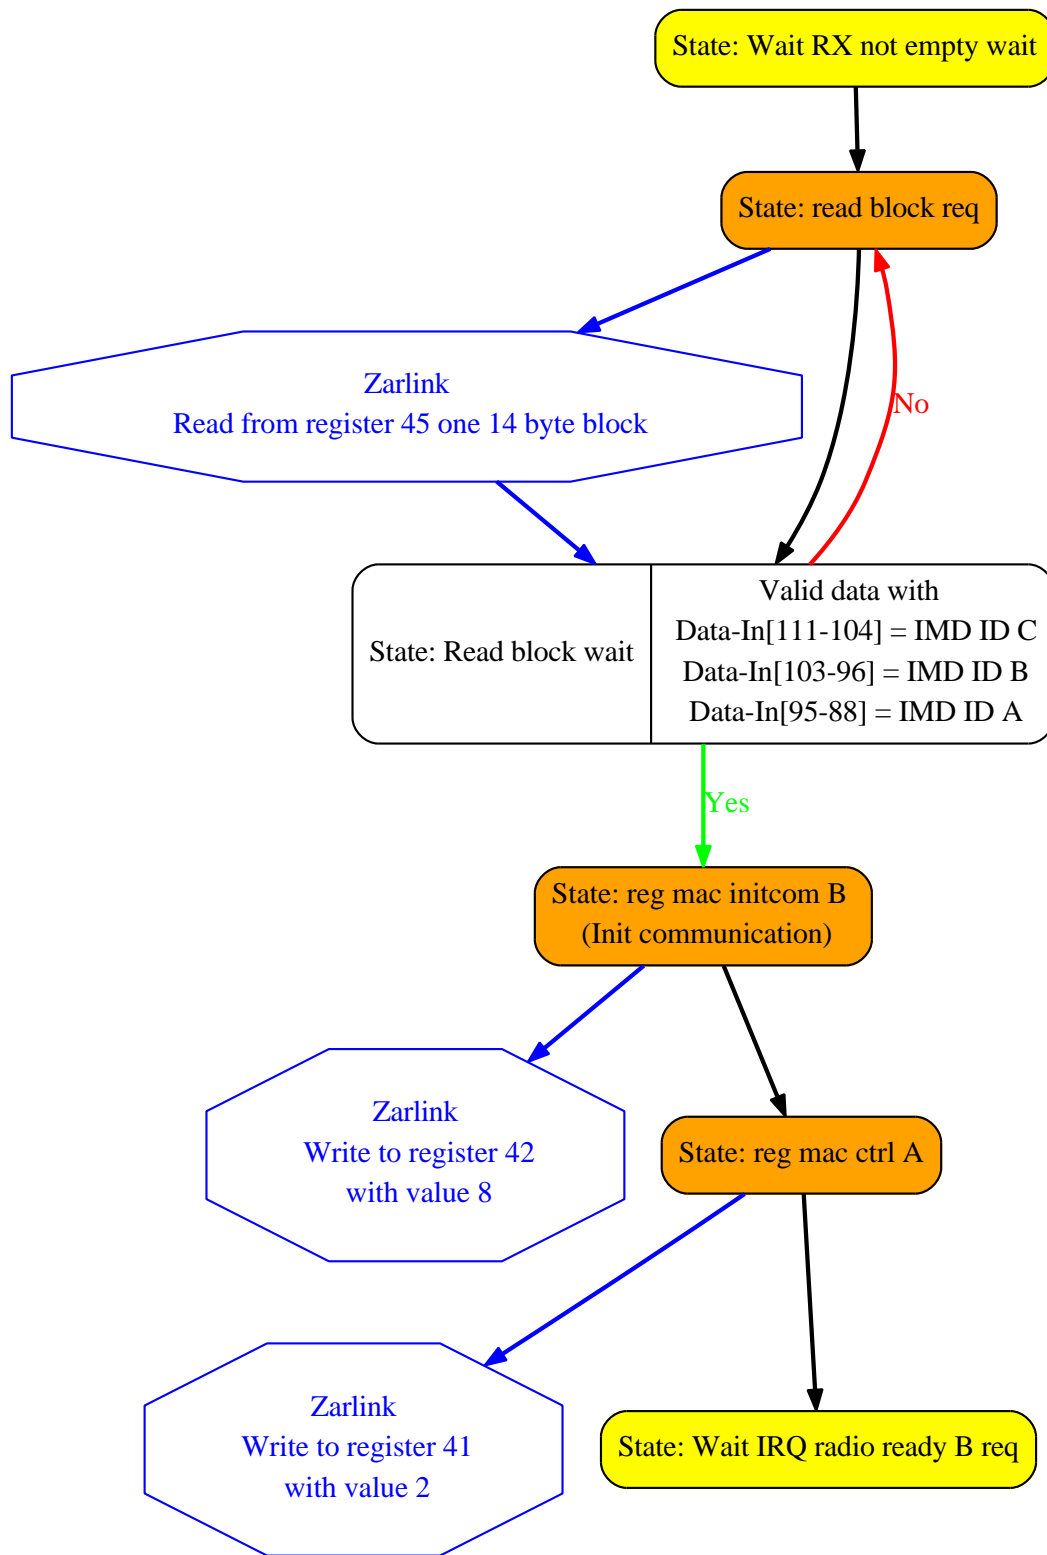 State: Wait RX not empty wait
State: read block req
Zarlink
Read from register 45 one 14 byte block
No
State: Read block wait
Valid data with
Data-In[111-104] = IMD ID C
Data-In[103-96] = IMD ID B
Data-In[95-88] = IMD ID A
Yes
State: reg mac initcom B
(Init communication)
Zarlink
Write to register 42
with value 8
State: reg mac ctrl A
Zarlink
Write to register 41
with value 2
State: Wait IRQ radio ready B req